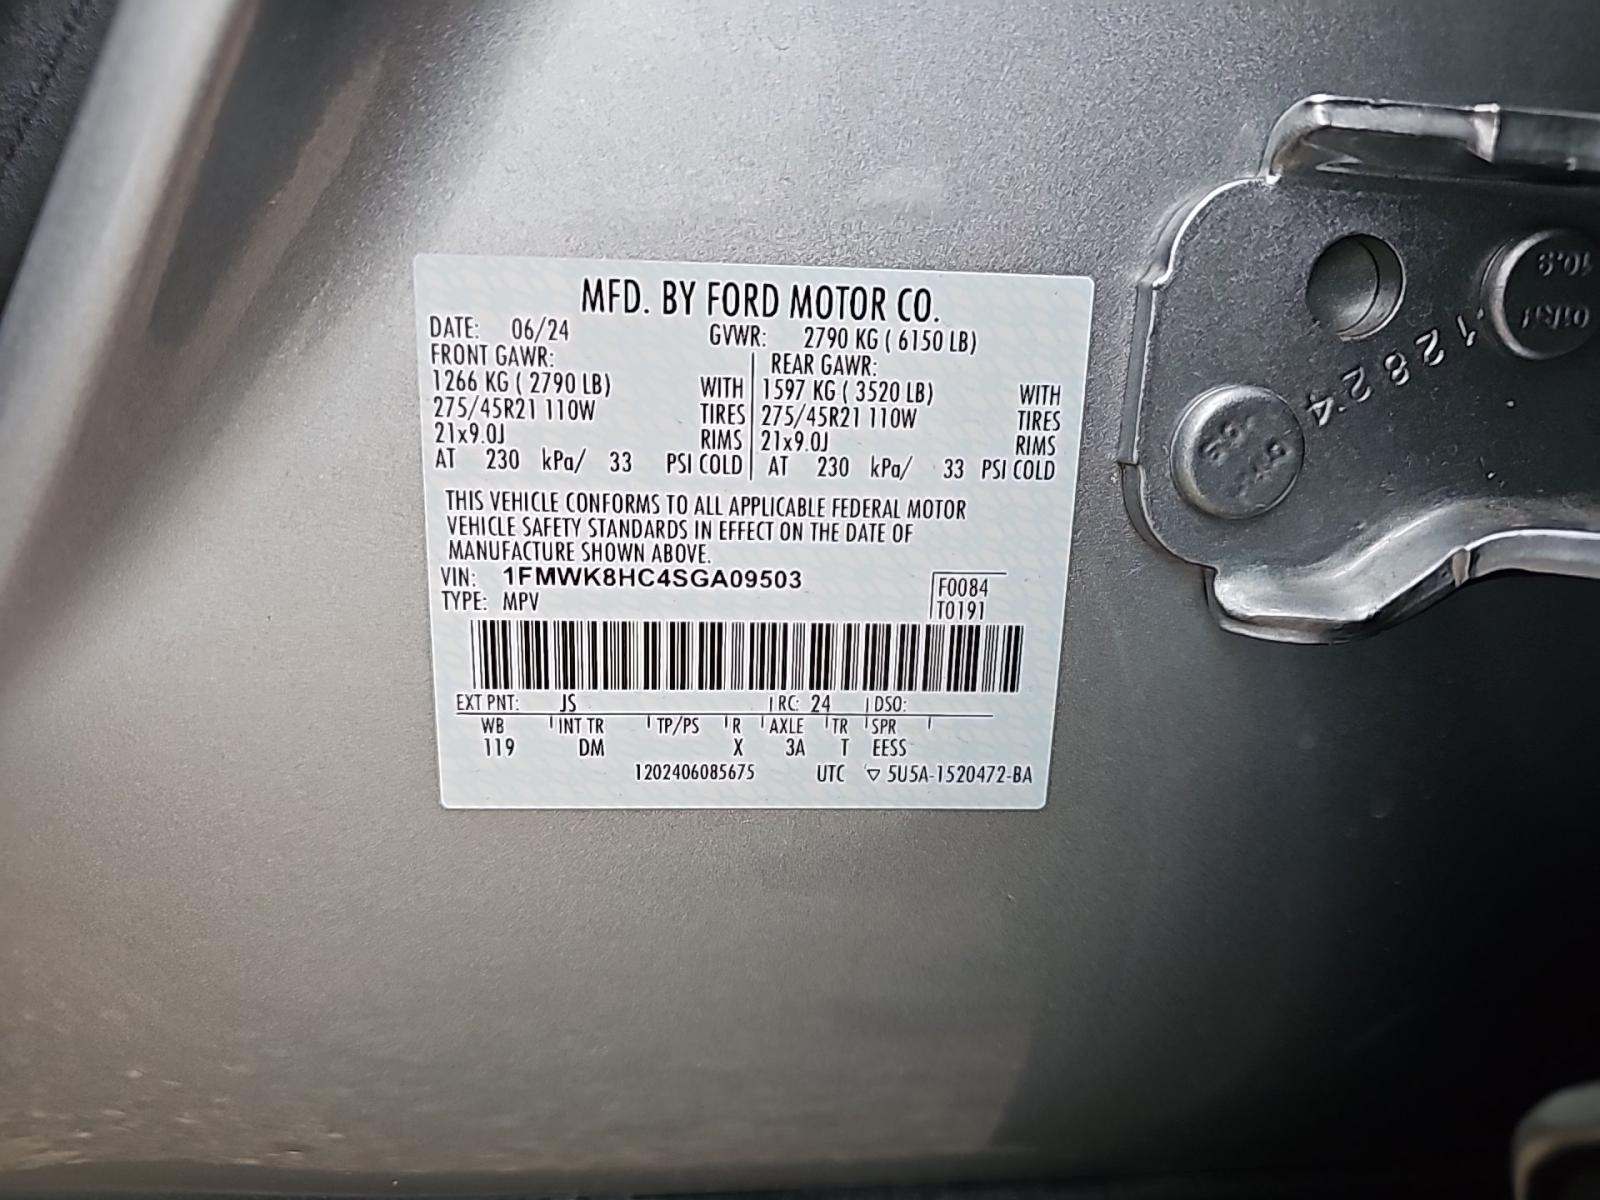 MFD. BY FORD MOTOR CO.
DATE: 06/24 GVWR: 2790 KG ( 6150 LB)
FRONT GAWR: REAR GAWR:
1266 KG ( 2790 LB) WITH 1597 KG ( 3520 LB) WITH
275/45R21 110W TIRES 275/45R21 110W TIRES
21x9.0J RIMS 21x9.0J RIMS
AT 230 kPa/ 33 PSI COLD AT 230 kPa/ 33 PSI COLD
THIS VEHICLE CONFORMS TO ALL APPLICABLE FEDERAL MOTOR
VEHICLE SAFETY STANDARDS IN EFFECT ON THE DATE OF
MANUFACTURE SHOWN ABOVE.
VIN: 1FMWK8HC4SGA09503 F0084
TYPE: MPV T0191
EXT PNT: JS RC: 24 DSO:
WB INT TR TP/PS R AXLE TR SPR
119 DM X 3A T EESS
1202406085675 UTC ▽ 5U5A-1520472-BA
12824
10.9